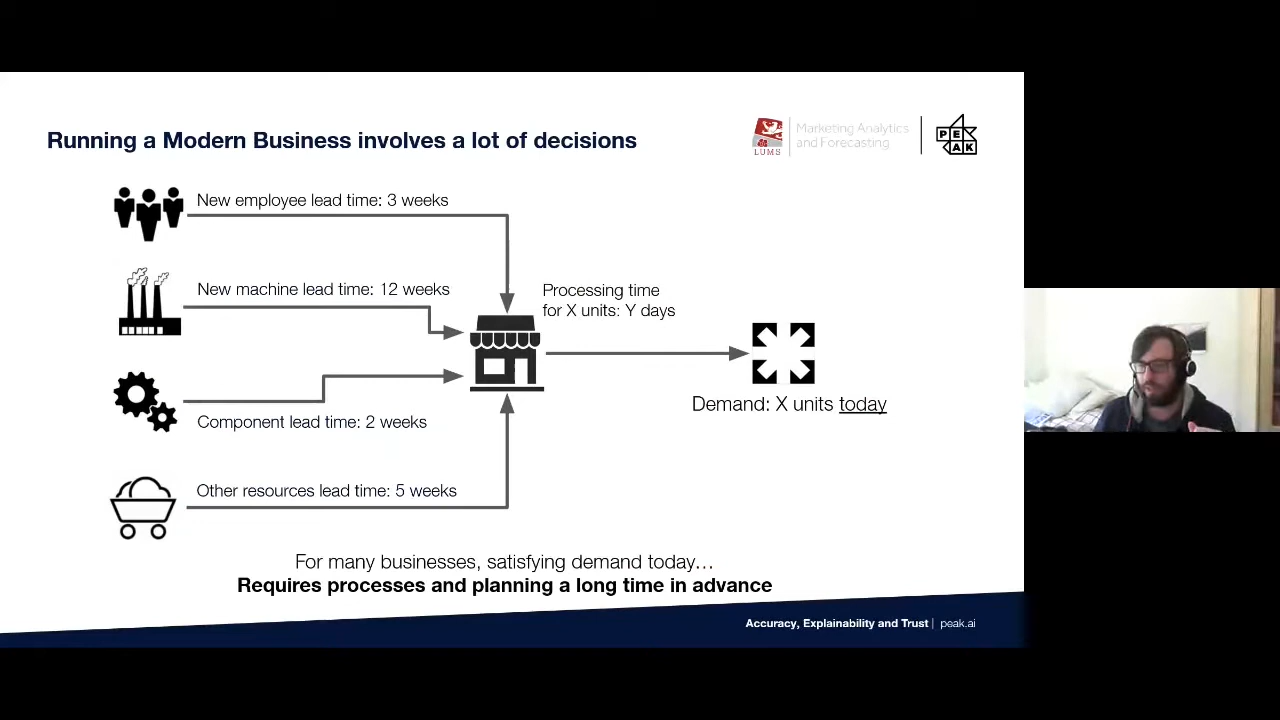 Running a Modern Business involves a lot of decisions
LUMS
Marketing Analytics
and Forecasting
PEAK
New employee lead time: 3 weeks
New machine lead time: 12 weeks
Processing time
for X units: Y days
Demand: X units today
Component lead time: 2 weeks
Other resources lead time: 5 weeks
For many businesses, satisfying demand today…
Requires processes and planning a long time in advance
Accuracy, Explainability and Trust | peak.ai